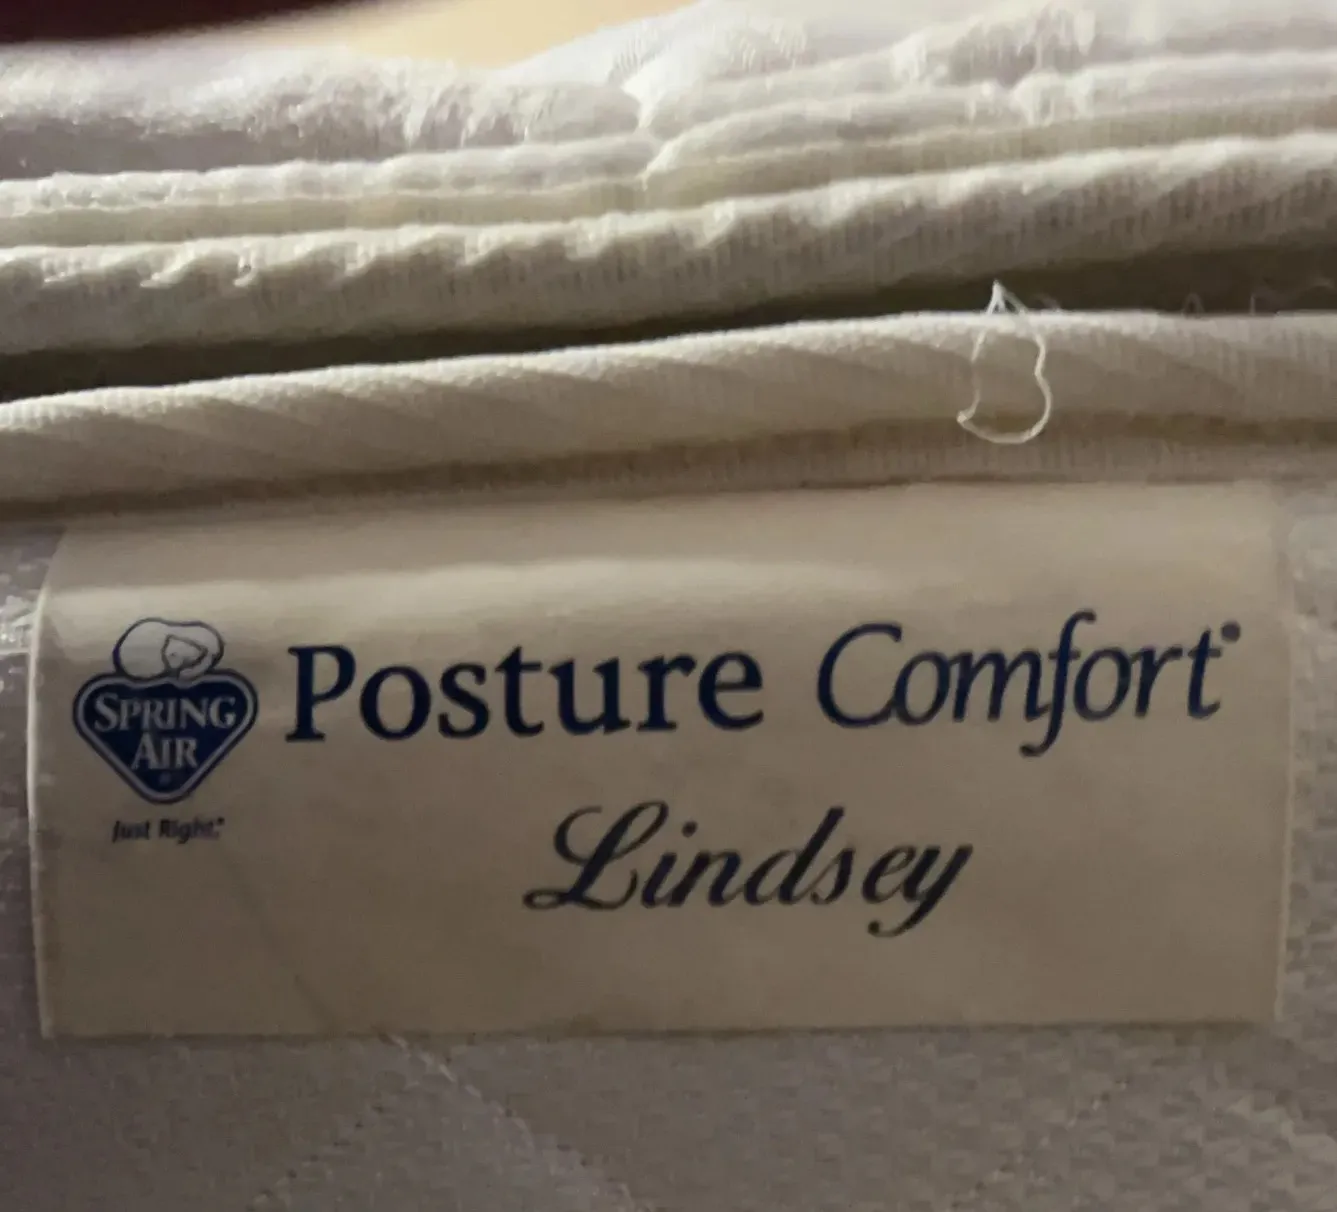 SPRING
AIR
Just Right.®
Posture Comfort®
Lindsey